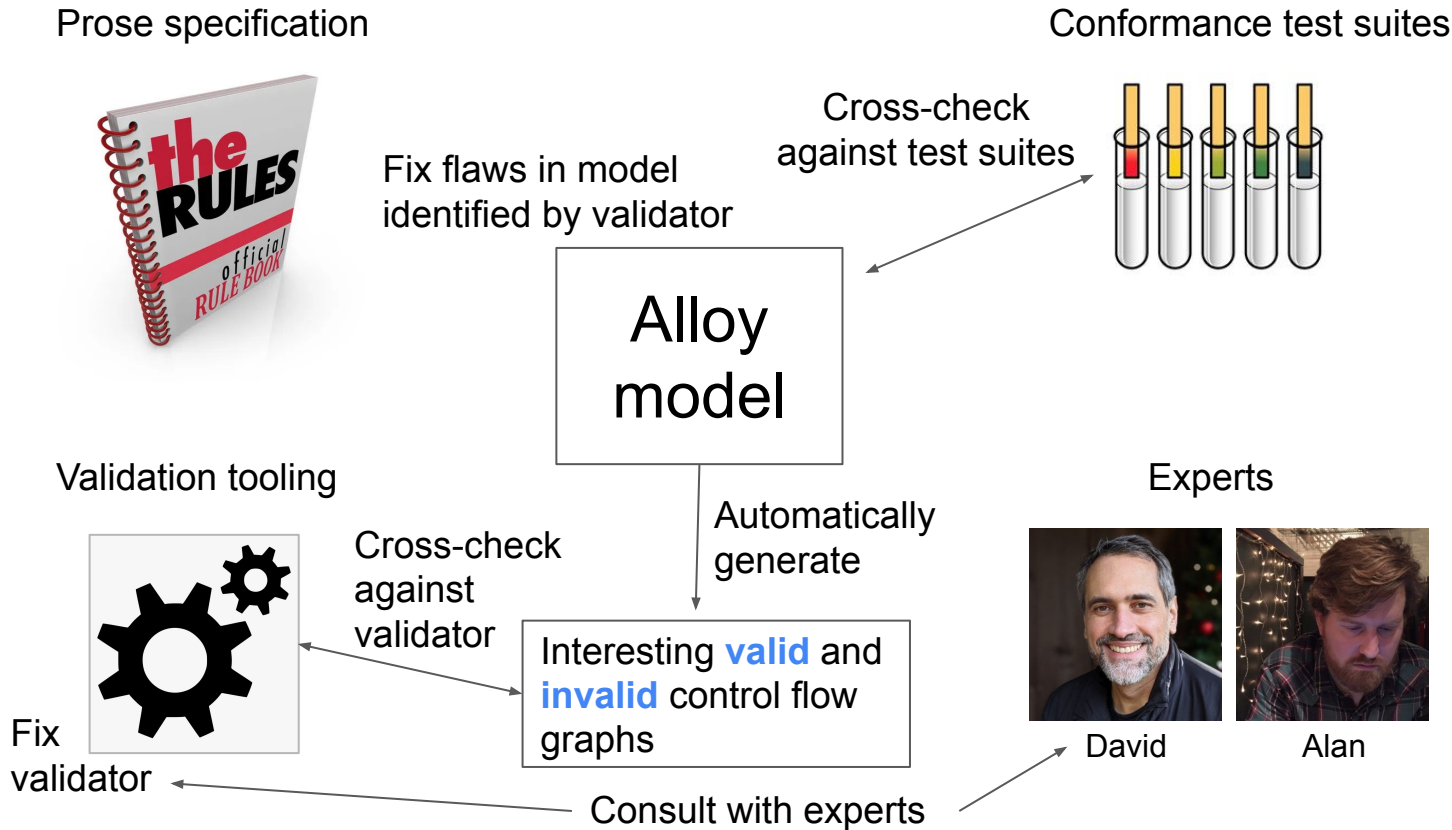 Prose specification
Conformance test suites
the
RULES
official
RULE BOOK
Cross-check
against test suites
Fix flaws in model
identified by validator
Alloy
model
Validation tooling
Experts
Automatically
generate
Cross-check
against
validator
Interesting valid and
invalid control flow
graphs
David
Alan
Fix
validator
Consult with experts